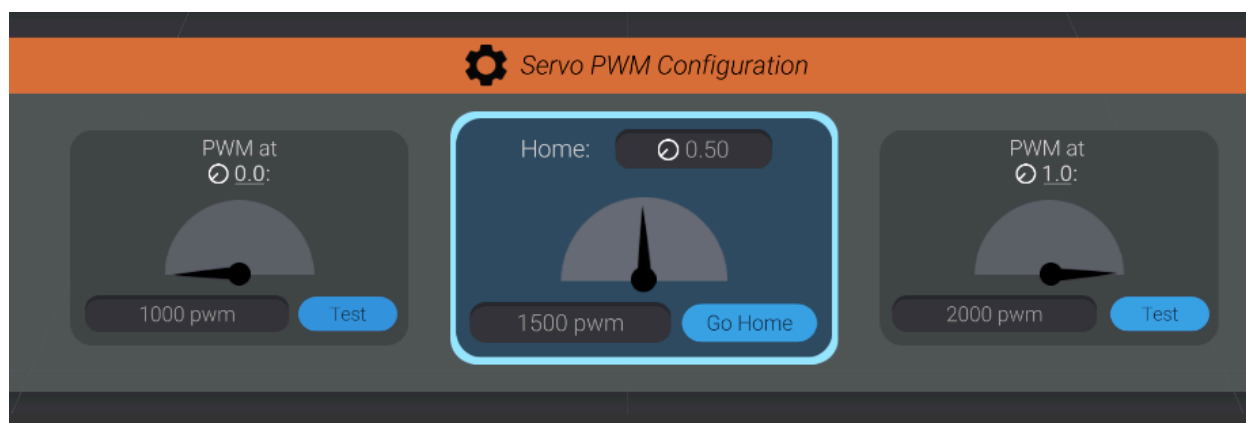 Servo PWM Configuration
PWM at
0.0:
1000 pwm
Test
Home:
0.50
1500 pwm
Go Home
PWM at
1.0:
2000 pwm
Test